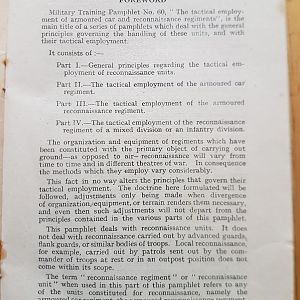 FOREWORD
Military Training Pamphlet No. 60, " The tactical employ-
ment of armoured car and reconnaissance regiments", is the
main title of a series of pamphlets which deal with the general
principles governing the handling of these units, and with
their tactical employment.
It consists of :—
Part I.—General principles regarding the tactical em-
ployment of reconnaissance units.
Part II.—The tactical employment of the armoured car
regiment.
Part III.—The tactical employment of the armoured
reconnaissance regiment.
Part IV.—The tactical employment of the reconnaissance
regiment of a mixed division or an infantry division.
The organization and equipment of regiments which have
been constituted with the primary object of carrying out
ground—as opposed to air—reconnaissance will vary from
time to time and in different theatres of war. In consequence
the methods which they employ vary considerably.
This fact in no way alters the principles that govern their
tactical employment. The doctrine here formulated will be
followed, adjustments only being made when divergence
of organization, equipment, or terrain renders them necessary,
and even then such adjustments will not depart from the
principles contained in the various parts of this pamphlet.
This pamphlet deals with reconnaissance units. It does
not deal with reconnaissance carried out by advanced guards,
flank guards, or similar bodies of troops. Local reconnaissance,
for example, carried out by patrols sent out by the com-
mander of troops at rest or in an outpost position does not
come within its scope.
The term " reconnaissance regiment " or " reconnaissance
unit " when used in this part of this pamphlet refers to any
of the units constituted for reconnaissance, namely the